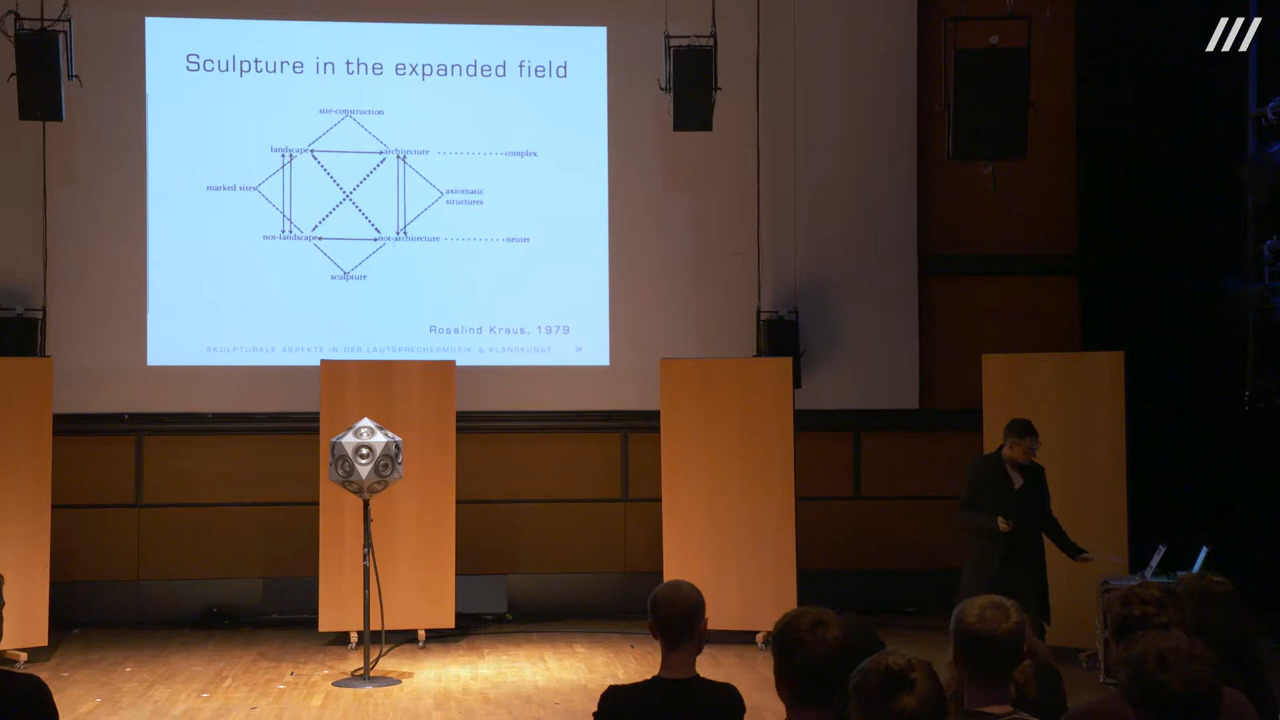 Sculpture in the expanded field
site-construction
landscape architecture complex
marked sites axiomatic
structures
not-landscape not-architecture neuter
sculpture
Rosalind Kraus, 1979
SKULPTURALE ASPEKTE IN DER LAUTSPRECHERMUSIK & KLANGKUNST 24